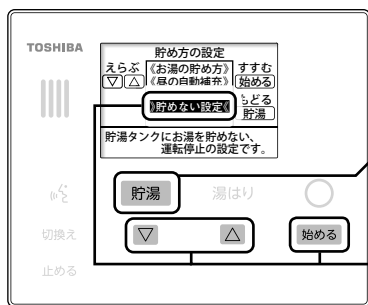 TOSHIBA
貯め方の設定
えらぶ 《お湯の貯め方》 すすむ
▽ △ 《昼の自動補充》 始める
》貯めない設定《 もどる
貯湯
貯湯タンクにお湯を貯めない、
運転停止の設定です。
貯湯 湯はり
切換え ▽ △ 始める
止める